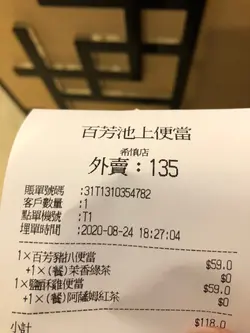 百芳池上便當
希慎店
外賣：135
賬單號碼 :31T1310354782
客戶數量 :1
點單機號 :T1
埋單時間 :2020-08-24 18:27:04
1×百芳豬扒便當 $59.0
+1×(餐)茉香綠茶 $0
1×鹽酥雞便當 $59.0
+1×(餐)阿薩姆紅茶 $0
小計 $118.0